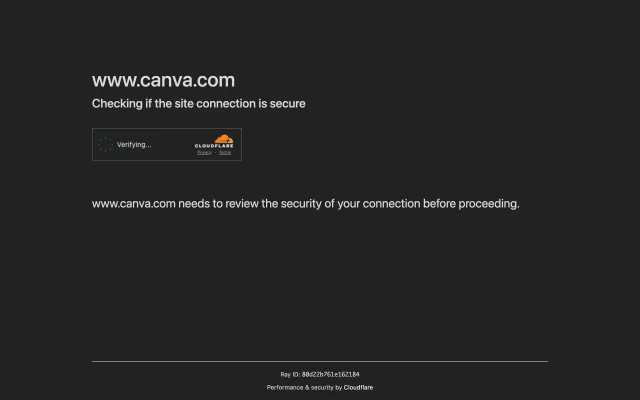 www.canva.com
Checking if the site connection is secure
Verifying...
CLOUDFLARE
Privacy • Terms
www.canva.com needs to review the security of your connection before proceeding.
Ray ID: 80d22b761e162184
Performance & security by Cloudflare